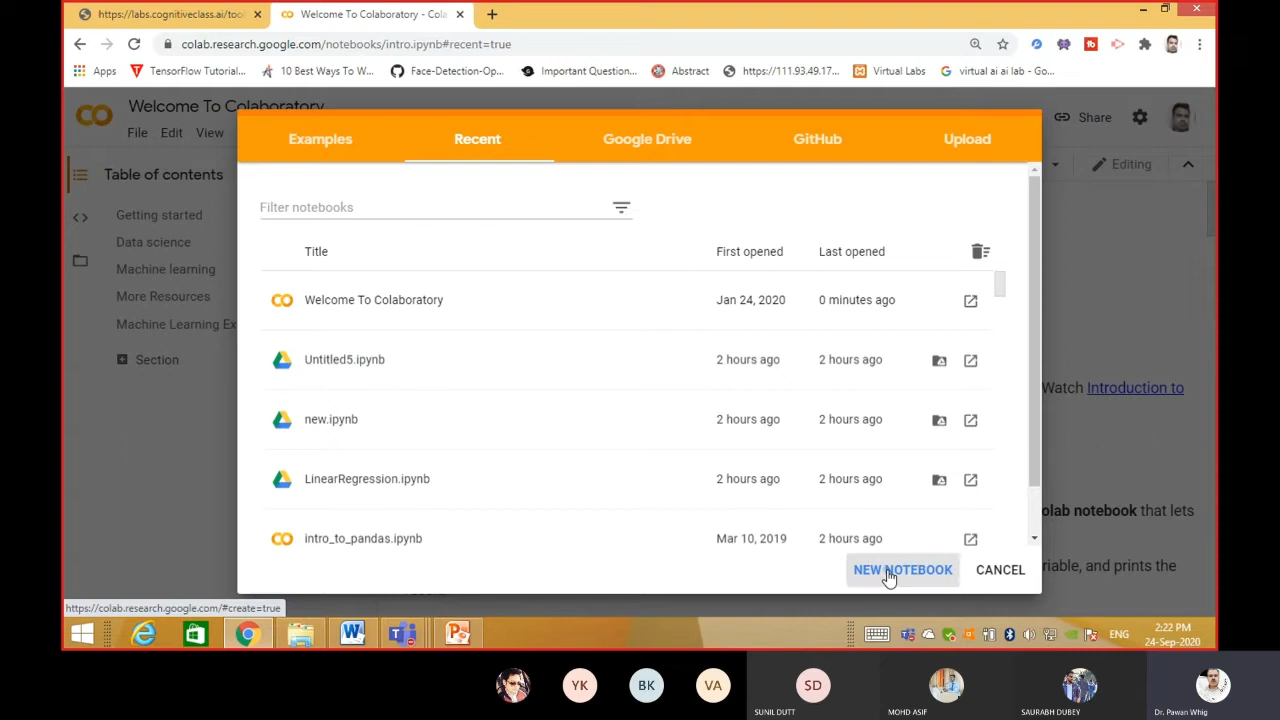 https://labs.cognitiveclass.ai/tool
Welcome To Colaboratory - Cola
colab.research.google.com/notebooks/intro.ipynb#recent=true
Apps
TensorFlow Tutorial...
10 Best Ways To W...
Face-Detection-Op...
Important Question...
Abstract
https://111.93.49.17...
Virtual Labs
virtual ai ai lab - Go...
Welcome To Colaboratory
File Edit View
Share
Examples Recent Google Drive GitHub Upload
Table of contents
Editing
Getting started
Data science
Machine learning
More Resources
Machine Learning Ex
Section
Filter notebooks
Title First opened Last opened
Welcome To Colaboratory Jan 24, 2020 0 minutes ago
Untitled5.ipynb 2 hours ago 2 hours ago
Watch Introduction to
new.ipynb 2 hours ago 2 hours ago
LinearRegression.ipynb 2 hours ago 2 hours ago
olab notebook that lets
intro_to_pandas.ipynb Mar 10, 2019 2 hours ago
riable, and prints the
NEW NOTEBOOK CANCEL
https://colab.research.google.com/#create=true
ENG
2:22 PM
24-Sep-2020
YK
BK
VA
SD
SUNIL DUTT
MOHD ASIF
SAURABH DUBEY
Dr. Pawan Whig